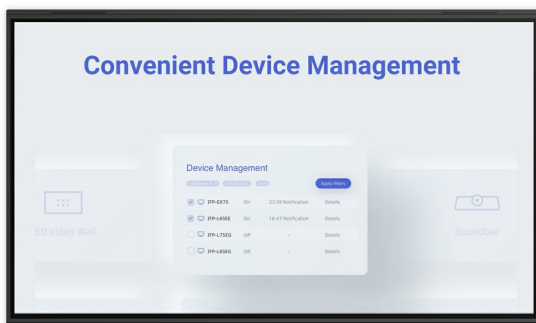 Convenient Device Management
Device Management
Apply filters
IFP-EX75 On 23:36 Notification Details
IFP-L65EE On 16:47 Notification Details
IFP-L75EG Off - Details
IFP-L65EG Off - Details
ED Video Wall
Soundbar